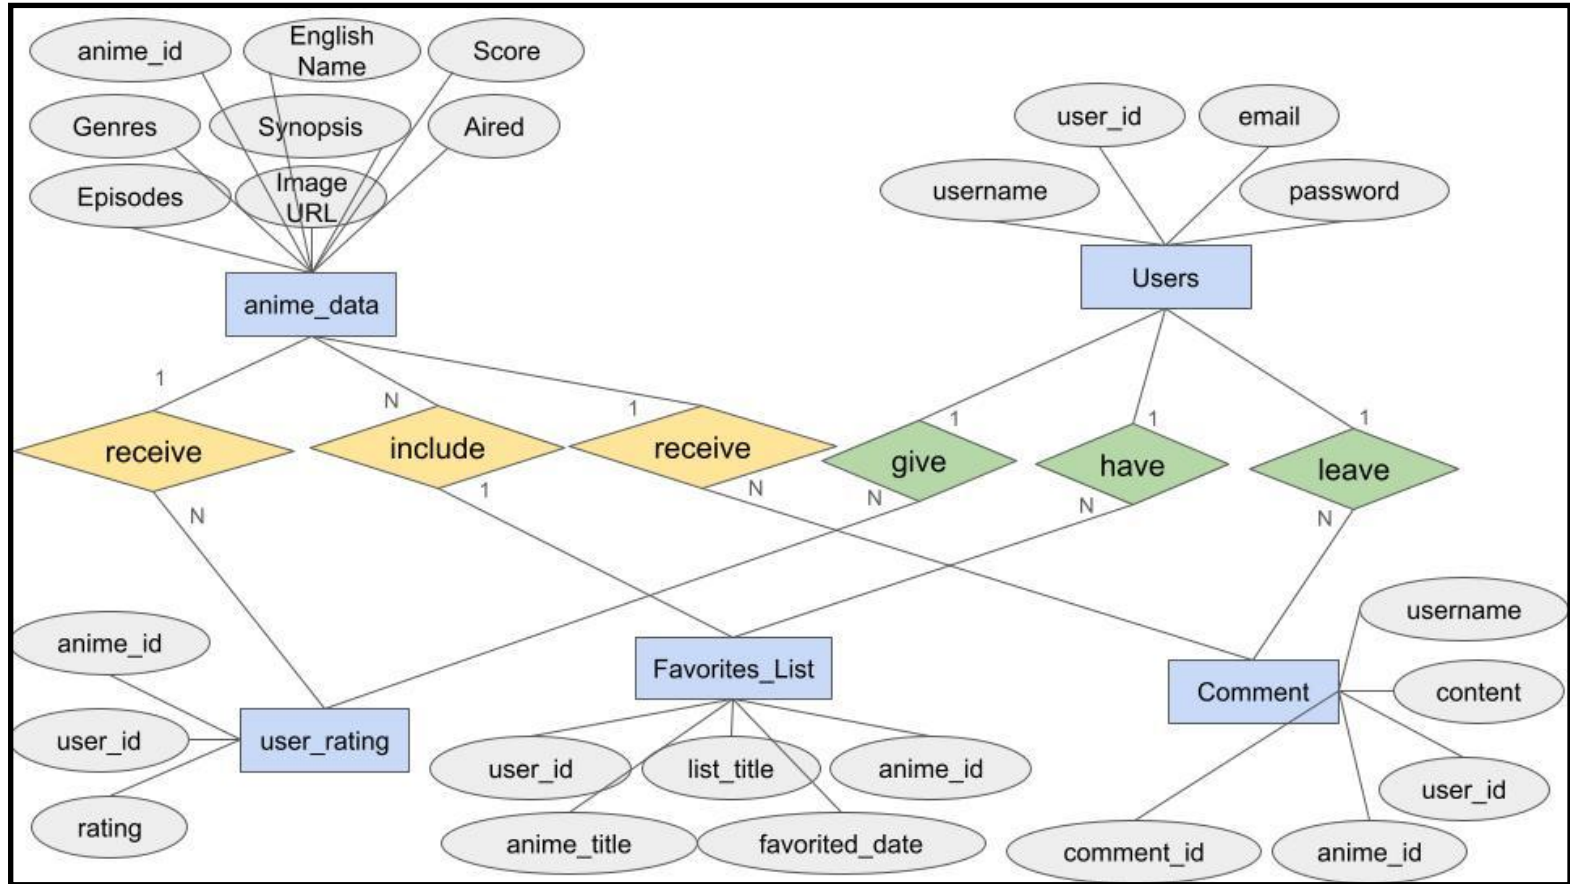 anime_id
English
Name
Score
Genres
Synopsis
Aired
Episodes
Image
URL
user_id
email
username
password
anime_data
Users
1
N
1
1
1
1
receive
include
receive
give
have
leave
N
1
N
N
N
N
anime_id
user_id
rating
user_rating
Favorites_List
user_id
list_title
anime_id
anime_title
favorited_date
Comment
username
content
user_id
comment_id
anime_id